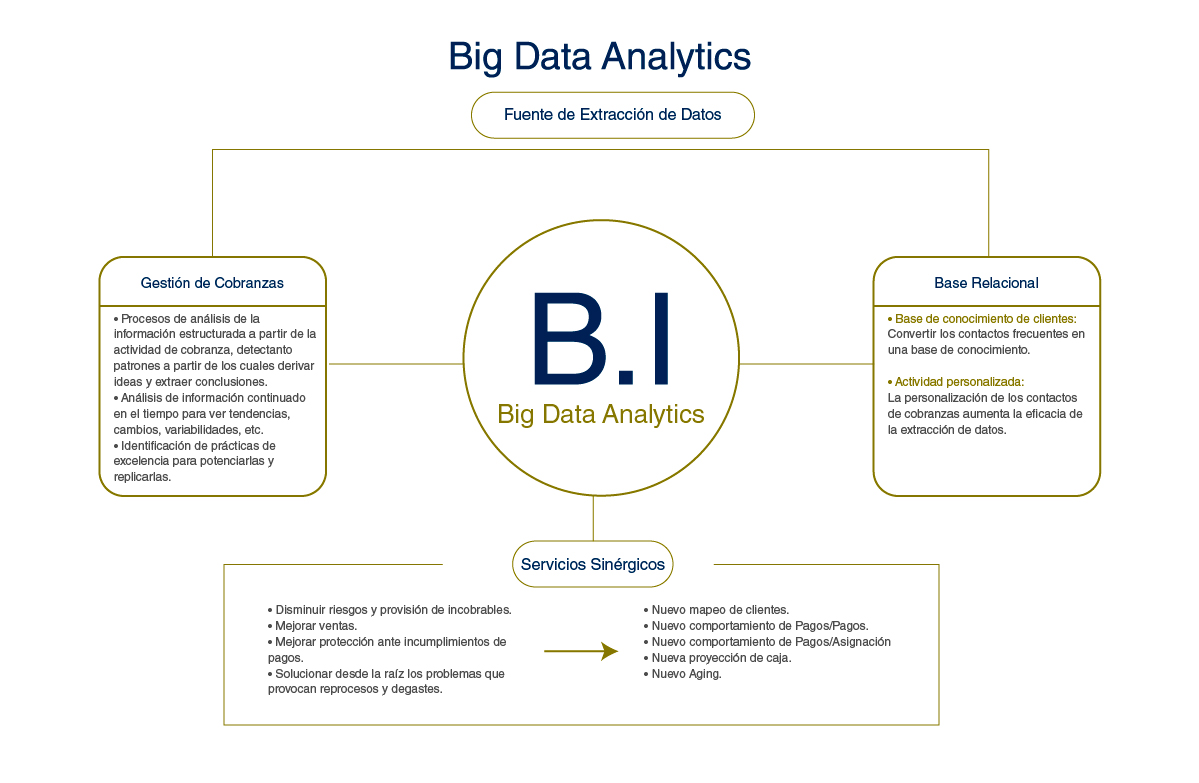 Big Data Analytics
Fuente de Extracción de Datos
Gestión de Cobranzas
• Procesos de análisis de la
información estructurada a partir de la
actividad de cobranza, detectanto
patrones a partir de los cuales derivar
ideas y extraer conclusiones.
• Análisis de información continuado
en el tiempo para ver tendencias,
cambios, variabilidades, etc.
• Identificación de prácticas de
excelencia para potenciarlas y
replicarlas.
B.I
Big Data Analytics
Base Relacional
• Base de conocimiento de clientes:
Convertir los contactos frecuentes en
una base de conocimiento.
• Actividad personalizada:
La personalización de los contactos
de cobranzas aumenta la eficacia de
la extracción de datos.
Servicios Sinérgicos
• Disminuir riesgos y provisión de incobrables.
• Mejorar ventas.
• Mejorar protección ante incumplimientos de
pagos.
• Solucionar desde la raíz los problemas que
provocan reprocesos y degastes.
• Nuevo mapeo de clientes.
• Nuevo comportamiento de Pagos/Pagos.
• Nuevo comportamiento de Pagos/Asignación
• Nueva proyección de caja.
• Nuevo Aging.